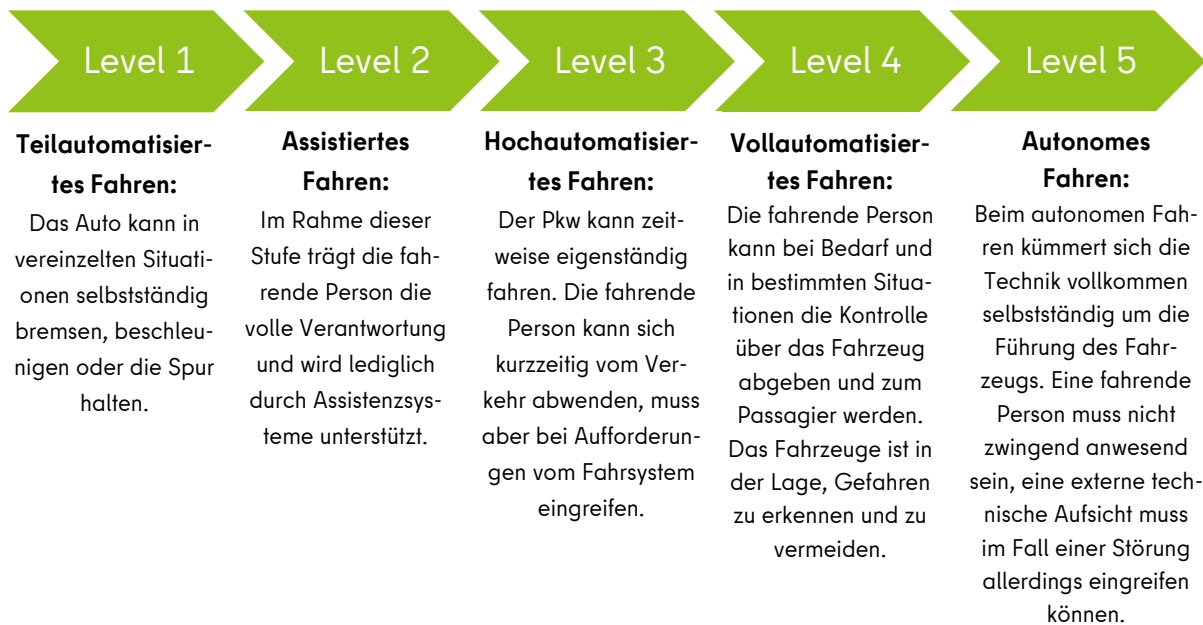 Level 1
Level 2
Level 3
Level 4
Level 5
Teilautomatisier-
tes Fahren:
Das Auto kann in
vereinzelten Situati-
onen selbstständig
bremsen, beschleu-
nigen oder die Spur
halten.
Assistiertes
Fahren:
Im Rahme dieser
Stufe trägt die fah-
rende Person die
volle Verantwortung
und wird lediglich
durch Assistenzsys-
teme unterstützt.
Hochautomatisier-
tes Fahren:
Der Pkw kann zeit-
weise eigenständig
fahren. Die fahrende
Person kann sich
kurzzeitig vom Ver-
kehr abwenden, muss
aber bei Aufforderun-
gen vom Fahrsystem
eingreifen.
Vollautomatisier-
tes Fahren:
Die fahrende Person
kann bei Bedarf und
in bestimmten Situa-
tionen die Kontrolle
über das Fahrzeug
abgeben und zum
Passagier werden.
Das Fahrzeuge ist in
der Lage, Gefahren
zu erkennen und zu
vermeiden.
Autonomes
Fahren:
Beim autonomen Fah-
ren kümmert sich die
Technik vollkommen
selbstständig um die
Führung des Fahr-
zeugs. Eine fahrende
Person muss nicht
zwingend anwesend
sein, eine externe tech-
nische Aufsicht muss
im Fall einer Störung
allerdings eingreifen
können.